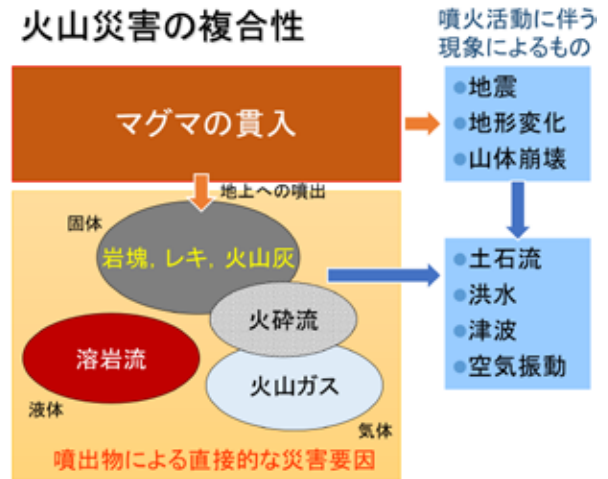 火山災害の複合性
噴火活動に伴う
現象によるもの
マグマの貫入
●地震
●地形変化
●山体崩壊
地上への噴出
固体
岩塊, レキ, 火山灰
火砕流
溶岩流
火山ガス
液体
気体
噴出物による直接的な災害要因
●土石流
●洪水
●津波
●空気振動